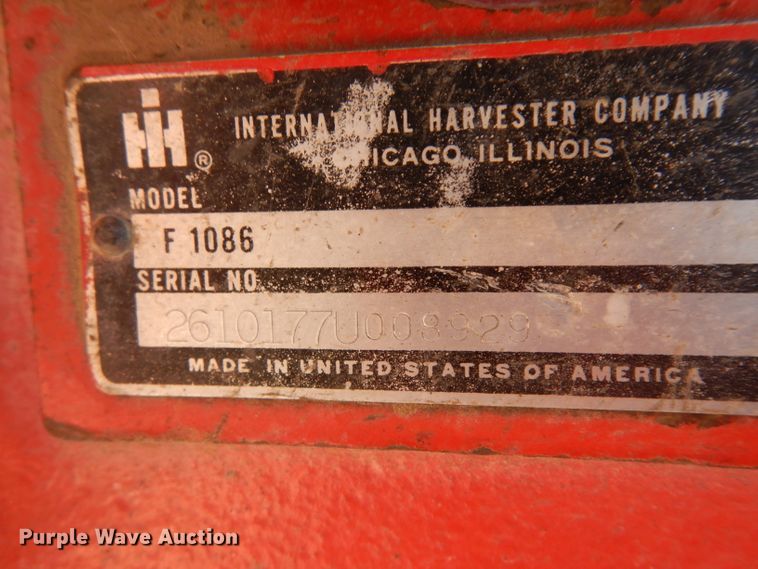 IH ®
INTERNATIONAL HARVESTER COMPANY
CHICAGO, ILLINOIS
MODEL
F 1086
SERIAL NO.
2610177U008929
MADE IN UNITED STATES OF AMERICA
Purple Wave Auction